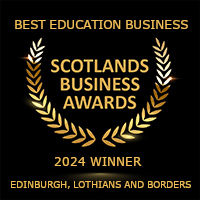 BEST EDUCATION BUSINESS
SCOTLANDS
BUSINESS
AWARDS
2024 WINNER
EDINBURGH, LOTHIANS AND BORDERS